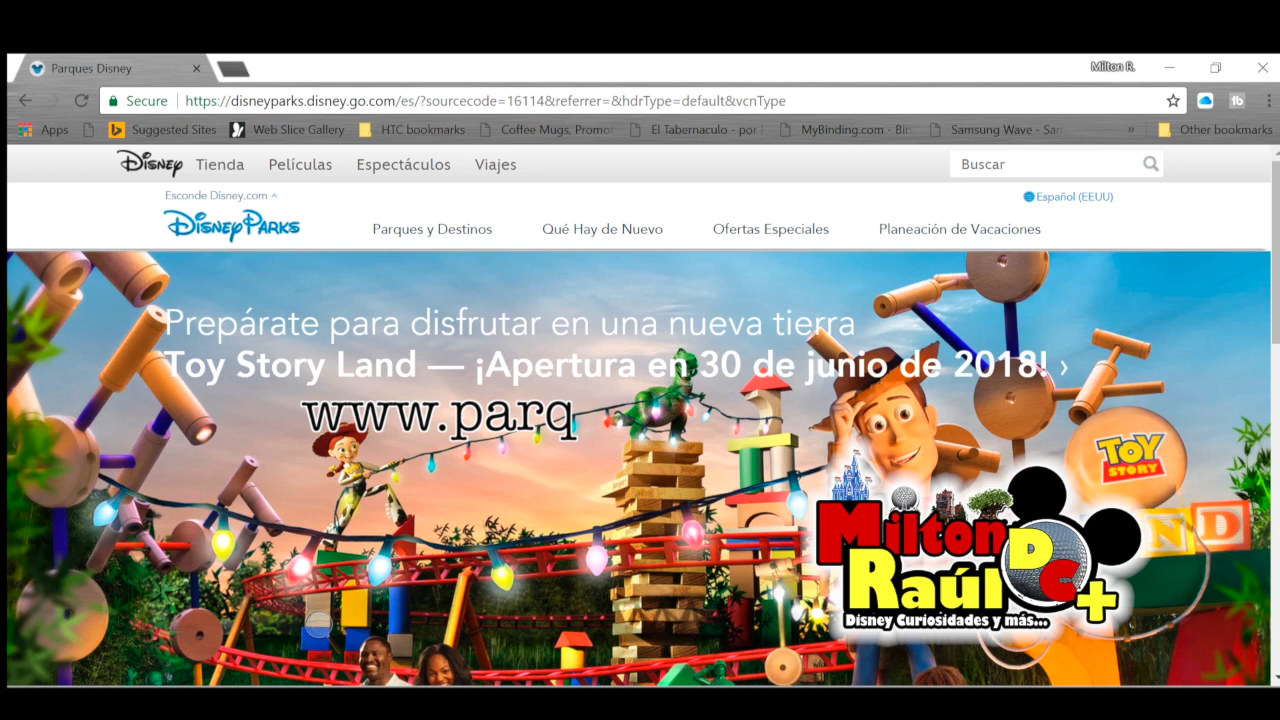 Parques Disney
Milton R.
Secure
https://disneyparks.disney.go.com/es/?sourcecode=16114&referrer=&hdrType=default&vcnType
Apps
Suggested Sites
Web Slice Gallery
HTC bookmarks
Coffee Mugs, Promo
El Tabernaculo - por
MyBinding.com - Bin
Samsung Wave - San
»
Other bookmarks
Disney Tienda Películas Espectáculos Viajes
Buscar
Esconde Disney.com
Español (EEUU)
Disney Parks
Parques y Destinos
Qué Hay de Nuevo
Ofertas Especiales
Planeación de Vacaciones
Prepárate para disfrutar en una nueva tierra
Toy Story Land — ¡Apertura en 30 de junio de 2018! ›
www.parq
TOY
STORY
ND
Milton
Raúl
DC+
Disney Curiosidades y más...